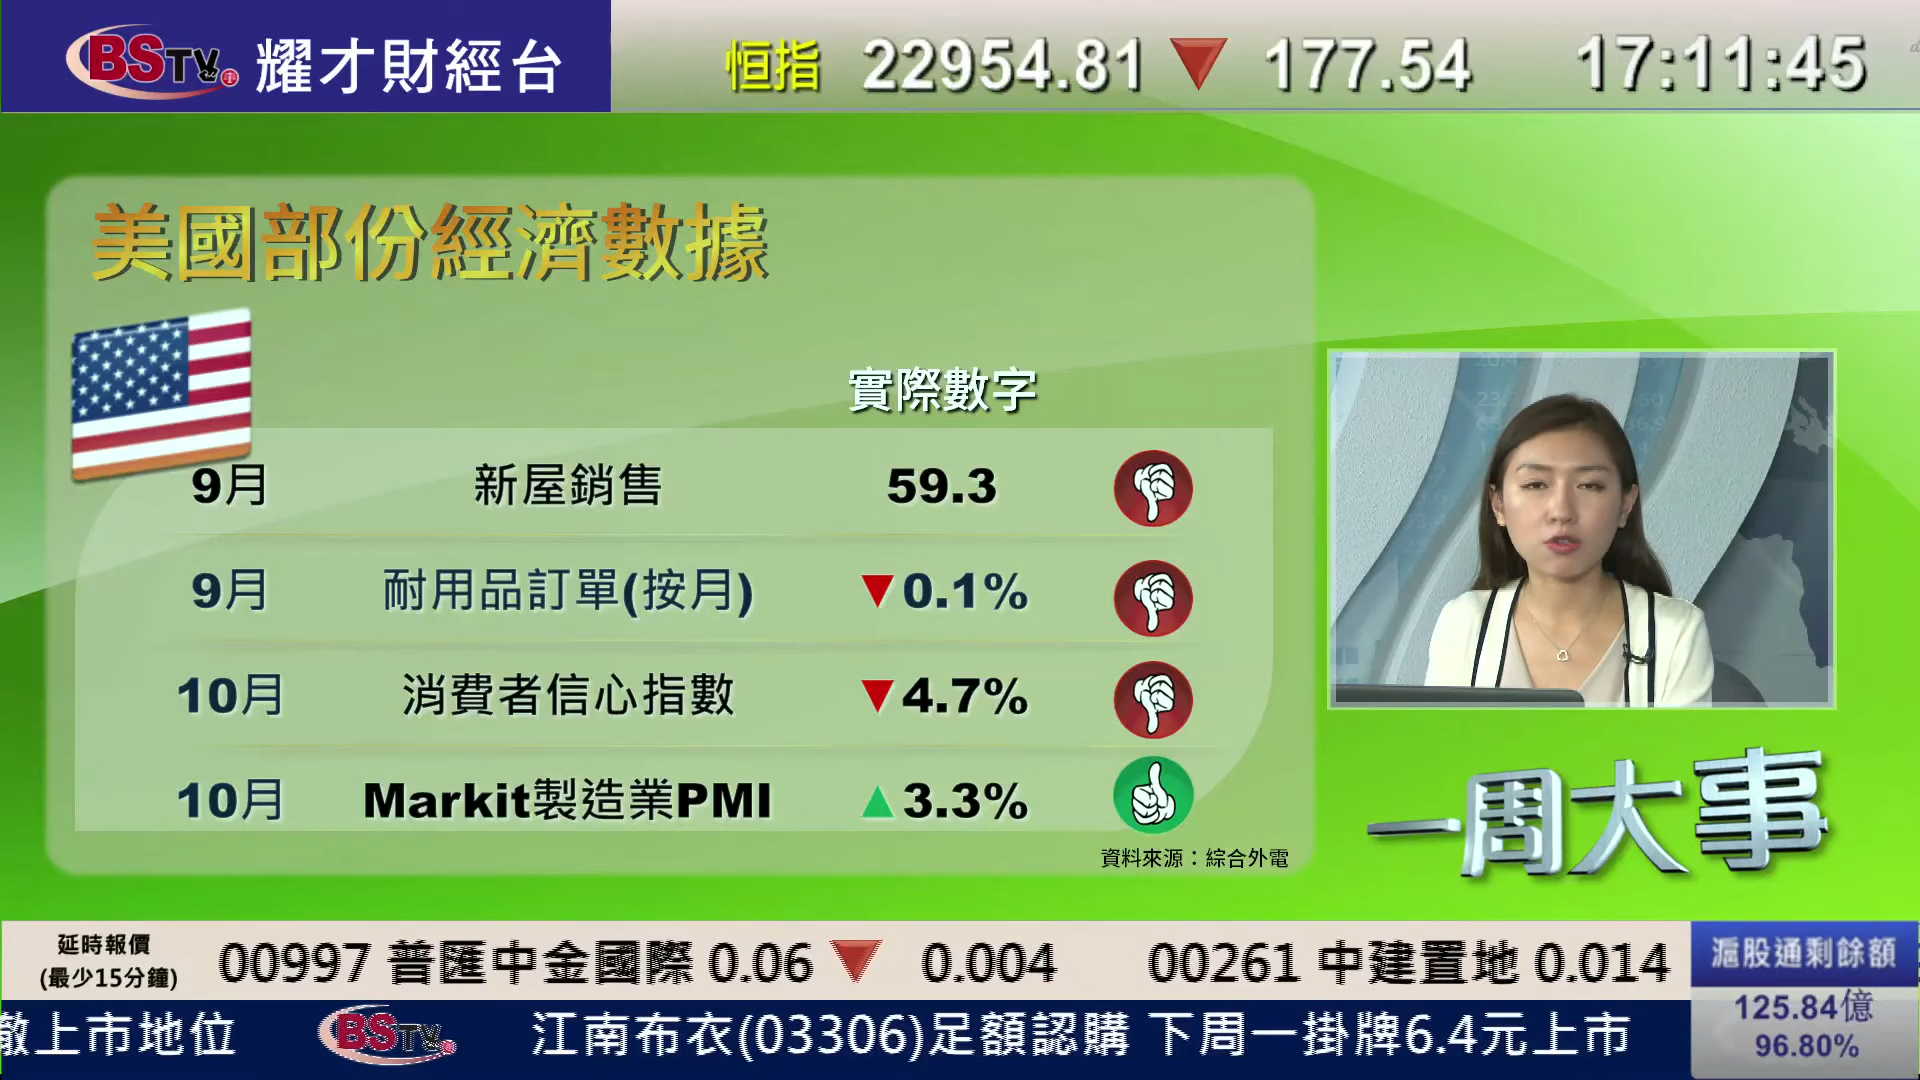 BSTV 耀才財經台
恒指 22954.81 ▼ 177.54 17:11:45
美國部份經濟數據
實際數字
9月 新屋銷售 59.3
9月 耐用品訂單(按月) ▼0.1%
10月 消費者信心指數 ▼4.7%
10月 Markit製造業PMI ▲3.3%
資料來源：綜合外電
一周大事
延時報價
(最少15分鐘)
00997 普匯中金國際 0.06 ▼ 0.004 00261 中建置地 0.014
滬股通剩餘額
125.84億
96.80%
撤上市地位 BSTV 江南布衣(03306)足額認購 下周一掛牌6.4元上市